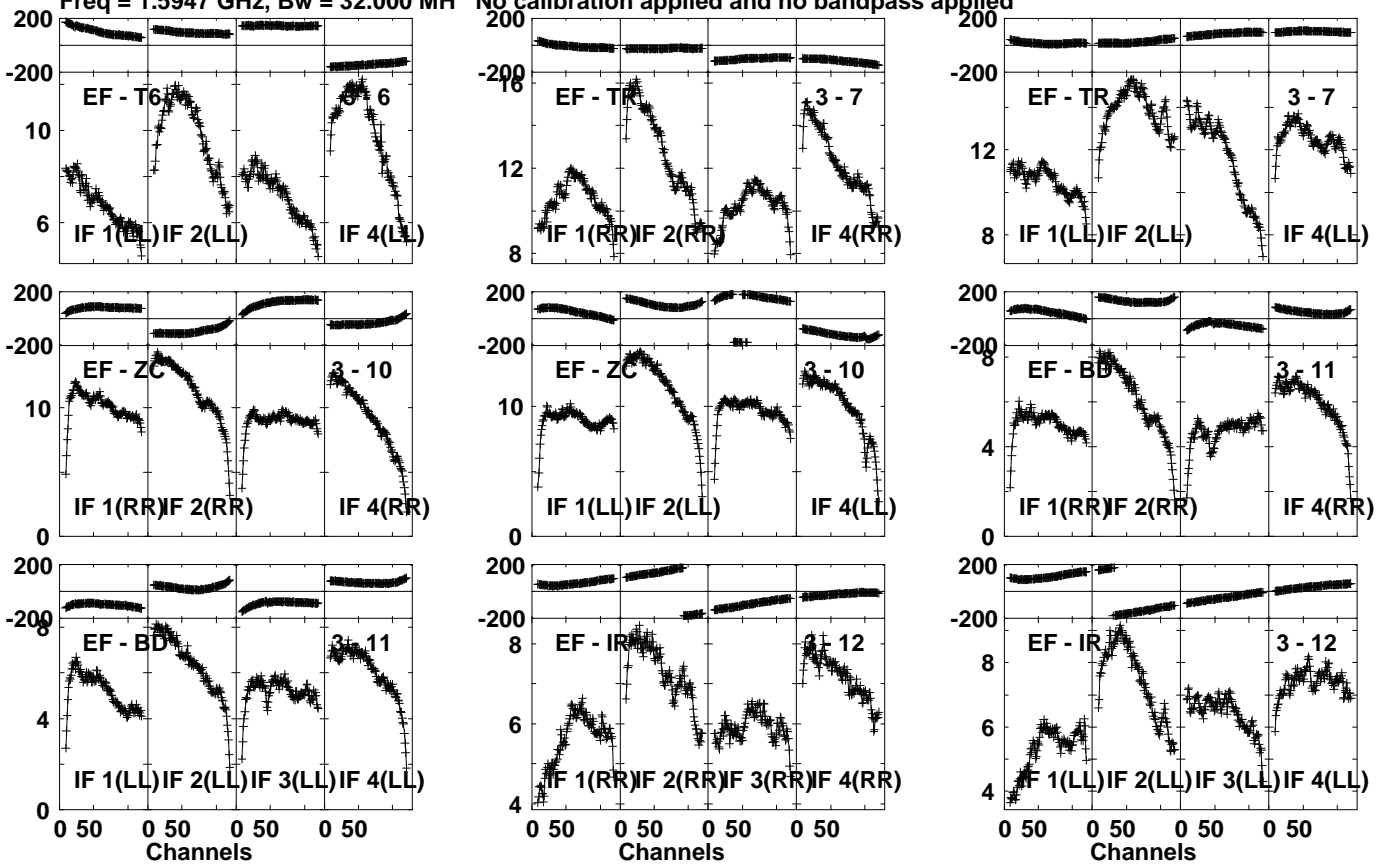 Freq = 1.5947 GHz, Bw = 32.000 MH No calibration applied and no bandpass applied
200
-200
EF - T6 3 - 6
10
6
IF 1(LL) IF 2(LL) IF 4(LL)
200
-200
16
EF - TR 3 - 7
12
8
IF 1(RR) IF 2(RR) IF 4(RR)
200
-200
EF - TR 3 - 7
12
8
IF 1(LL) IF 2(LL) IF 4(LL)
200
-200
EF - ZC 3 - 10
10
IF 1(RR) IF 2(RR) IF 4(RR)
0
200
-200
EF - ZC 3 - 10
10
IF 1(LL) IF 2(LL) IF 4(LL)
0
200
-200
8
EF - BD 3 - 11
4
IF 1(RR) IF 2(RR) IF 4(RR)
0
200
-200
8
EF - BD 3 - 11
4
IF 1(LL) IF 2(LL) IF 3(LL) IF 4(LL)
0
0 50 0 50 0 50 0 50
Channels
200
-200
8
EF - IR 3 - 12
6
IF 1(RR) IF 2(RR) IF 3(RR) IF 4(RR)
4
0 50 0 50 0 50 0 50
Channels
200
-200
EF - IR 3 - 12
8
6
IF 1(LL) IF 2(LL) IF 3(LL) IF 4(LL)
4
0 50 0 50 0 50 0 50
Channels